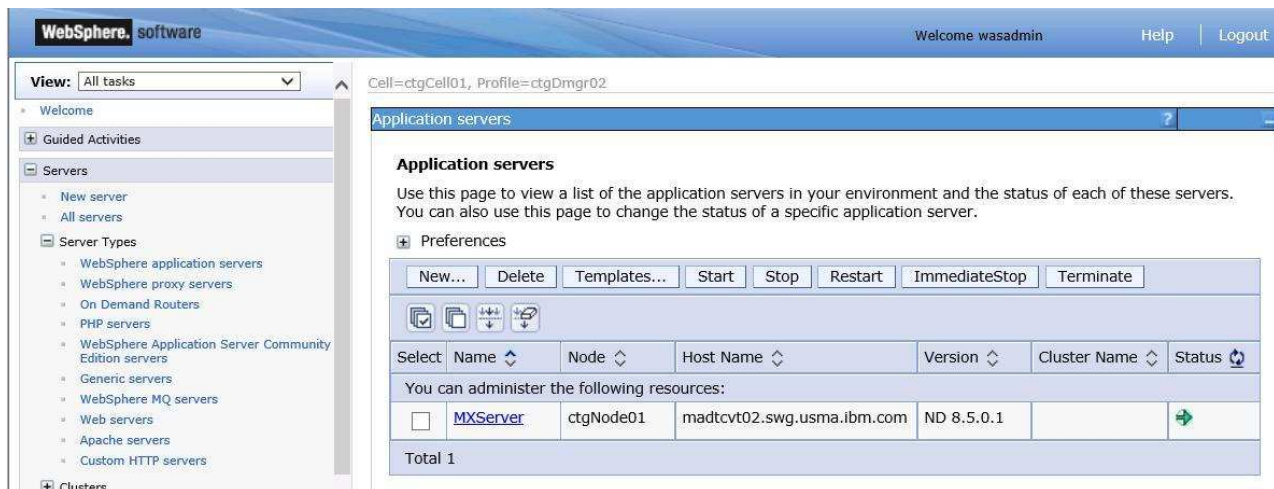 WebSphere. software
Welcome wasadmin
Help
Logout
View: All tasks
Welcome
Guided Activities
Servers
New server
All servers
Server Types
WebSphere application servers
WebSphere proxy servers
On Demand Routers
PHP servers
WebSphere Application Server Community
Edition servers
Generic servers
WebSphere MQ servers
Web servers
Apache servers
Custom HTTP servers
Clusters
Cell=ctgCell01, Profile=ctgDmgr02
Application servers ?
Application servers
Use this page to view a list of the application servers in your environment and the status of each of these servers.
You can also use this page to change the status of a specific application server.
Preferences
New... Delete Templates... Start Stop Restart ImmediateStop Terminate
Select Name Node Host Name Version Cluster Name Status
You can administer the following resources:
MXServer ctgNode01 madtcvt02.swg.usma.ibm.com ND 8.5.0.1
Total 1